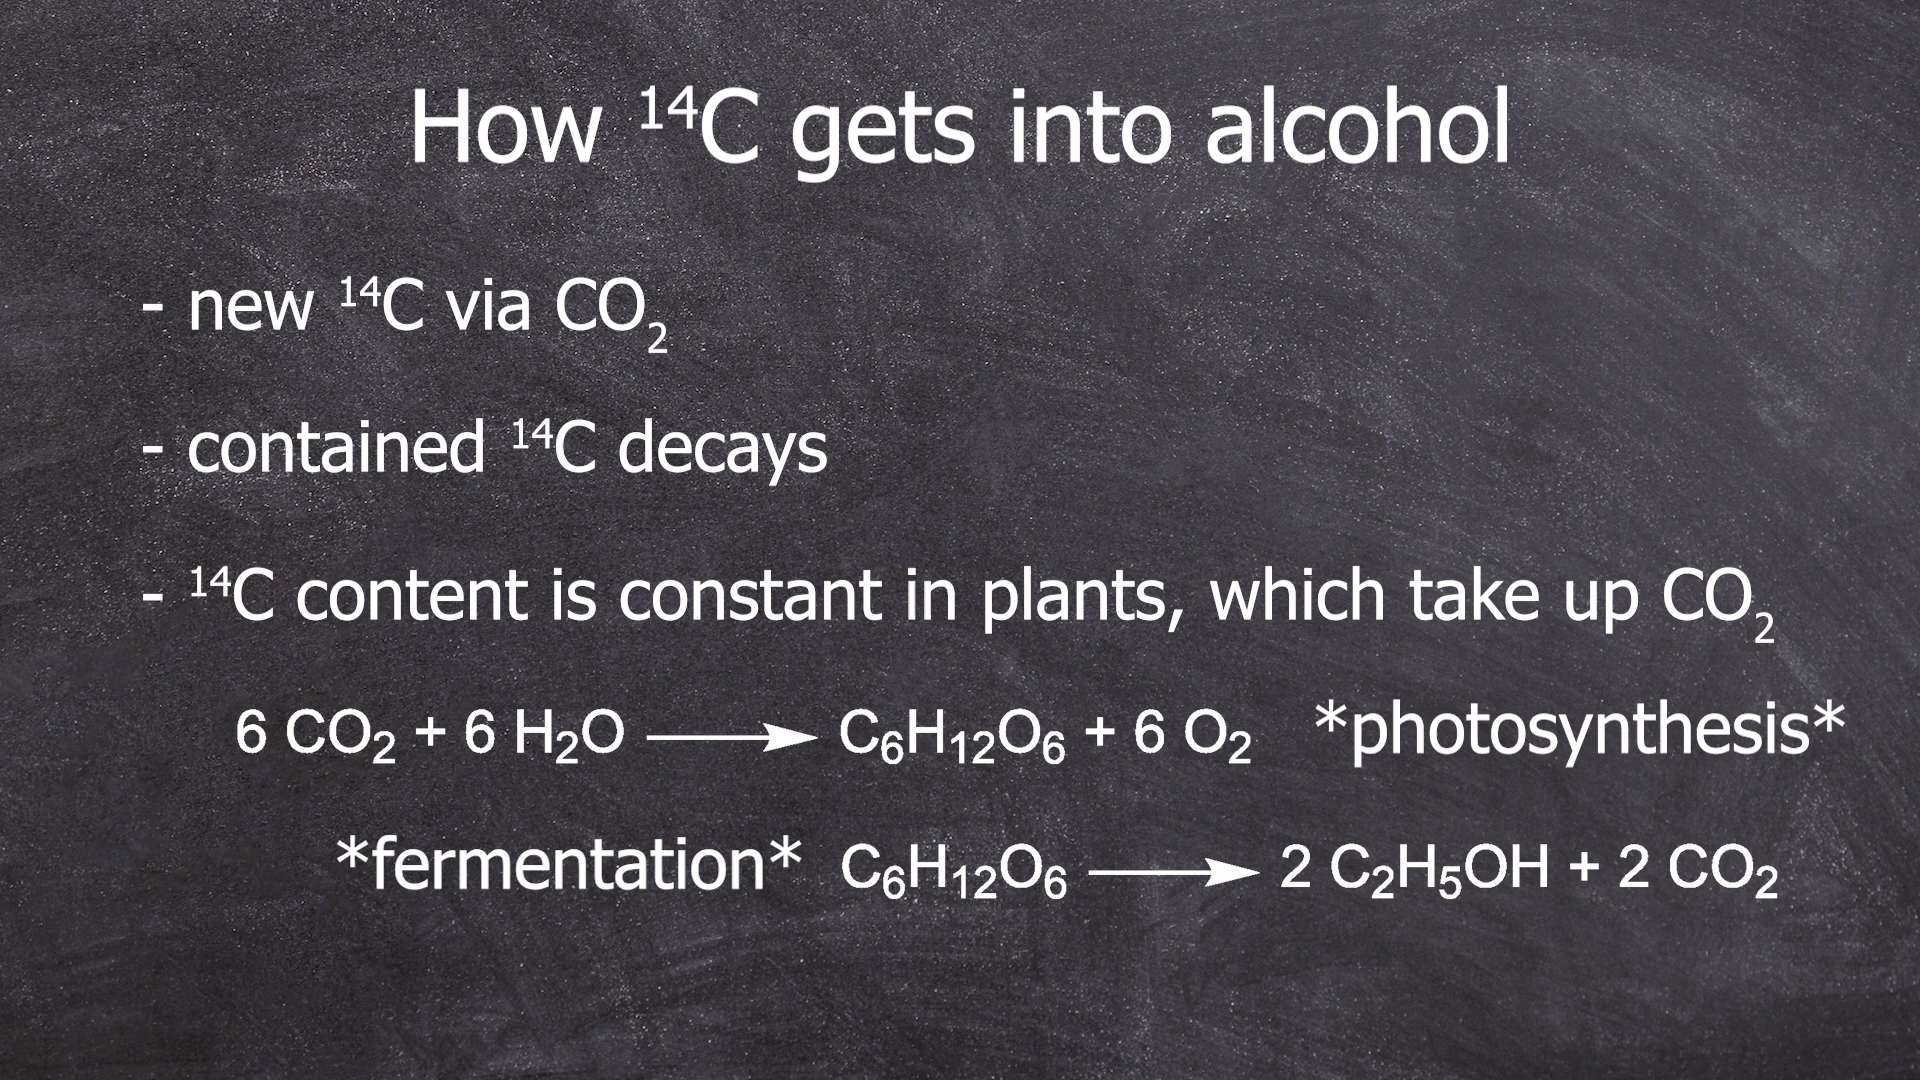 How ¹⁴C gets into alcohol
- new ¹⁴C via CO₂
- contained ¹⁴C decays
- ¹⁴C content is constant in plants, which take up CO₂
6 CO₂ + 6 H₂O ⟶ C₆H₁₂O₆ + 6 O₂ *photosynthesis*
*fermentation* C₆H₁₂O₆ ⟶ 2 C₂H₅OH + 2 CO₂